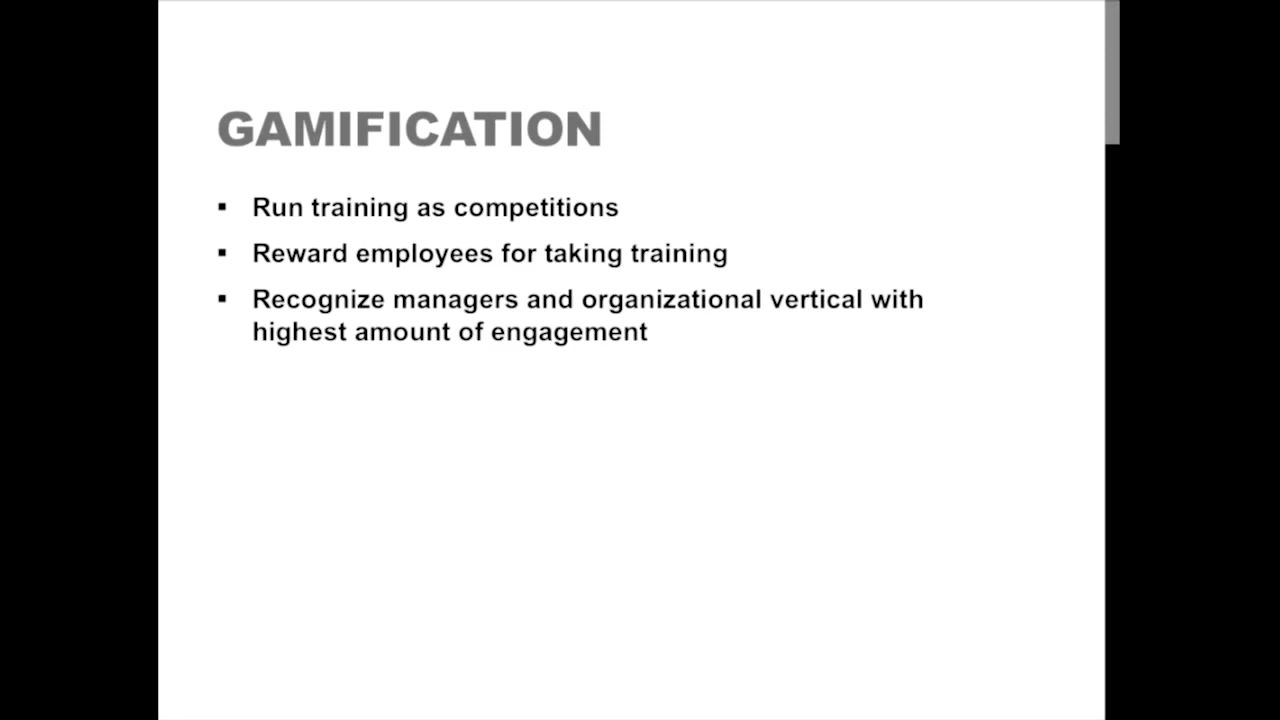 GAMIFICATION
▪ Run training as competitions
▪ Reward employees for taking training
▪ Recognize managers and organizational vertical with
highest amount of engagement